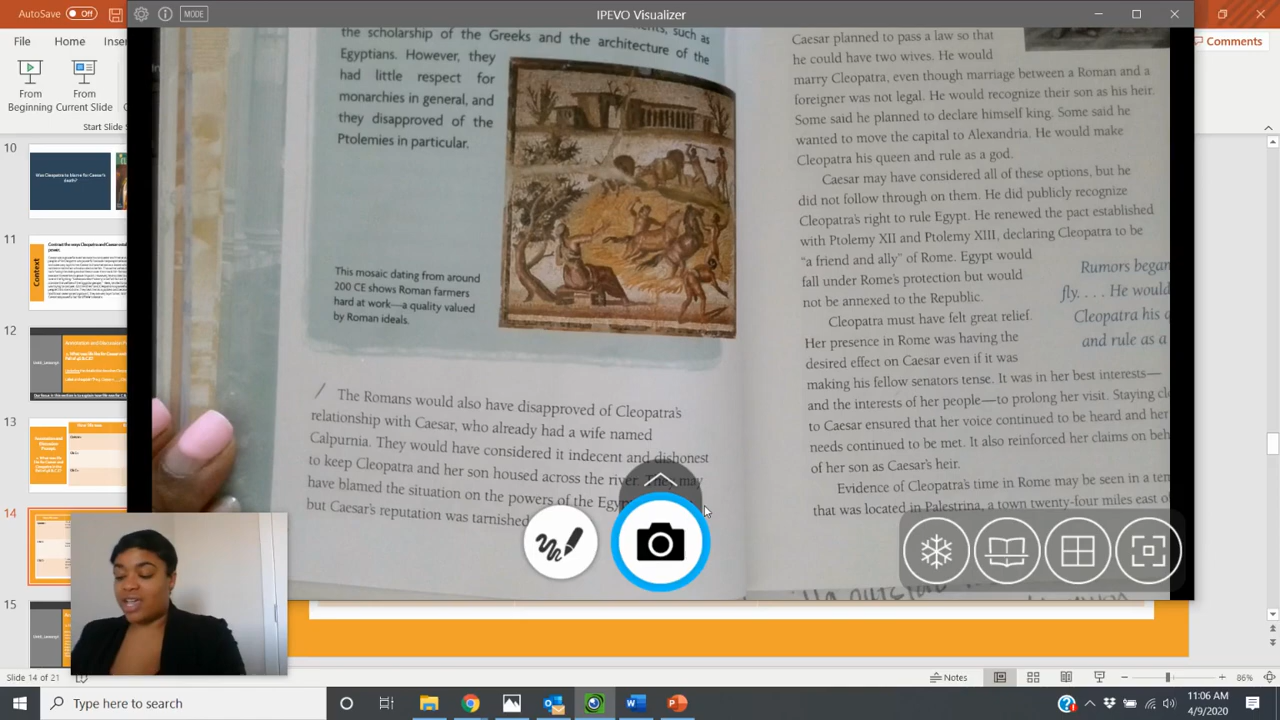 AutoSave Off
IPEVO Visualizer
MODE
File Home Inser
Comments
From
Beginning
From
Current Slide
Start Slide S
10
11
Context
12
13
14
15
the scholarship of the Greeks and the architecture of the
Egyptians. However, they
had little respect for
monarchies in general, and
they disapproved of the
Ptolemies in particular.
This mosaic dating from around
200 CE shows Roman farmers
hard at work—a quality valued
by Roman ideals.
The Romans would also have disapproved of Cleopatra's
relationship with Caesar, who already had a wife named
Calpurnia. They would have considered it indecent and dishonest
to keep Cleopatra and her son housed across the river. They may
have blamed the situation on the powers of the
but Caesar's reputation was tarnished
Caesar planned to pass a law so that
he could have two wives. He would
marry Cleopatra, even though marriage between a Roman and a
foreigner was not legal. He would recognize their son as his heir.
Some said he planned to declare himself king. Some said he
wanted to move the capital to Alexandria. He would make
Cleopatra his queen and rule as a god.
Caesar may have considered all of these options, but he
did not follow through on them. He did publicly recognize
Cleopatra's right to rule Egypt. He renewed the pact established
with Ptolemy XII and Ptolemy XIII, declaring Cleopatra to be
"a friend and ally" of Rome. Egypt would
fall under Rome's protection but would
not be annexed to the Republic.
Cleopatra must have felt great relief.
Her presence in Rome was having the
desired effect on Caesar even if it was
making his fellow senators tense. It was in her best interests—
and the interests of her people—to prolong her visit. Staying cl
to Caesar ensured that her voice continued to be heard and her
needs continued to be met. It also reinforced her claims on beh
of her son as Caesar's heir.
Evidence of Cleopatra's time in Rome may be seen in a tem
that was located in Palestrina, a town twenty-four miles east of
Rumors began
fly. . . . He would
Cleopatra his q
and rule as a
Slide 14 of 21
Notes
86%
Type here to search
11:06 AM
4/9/2020